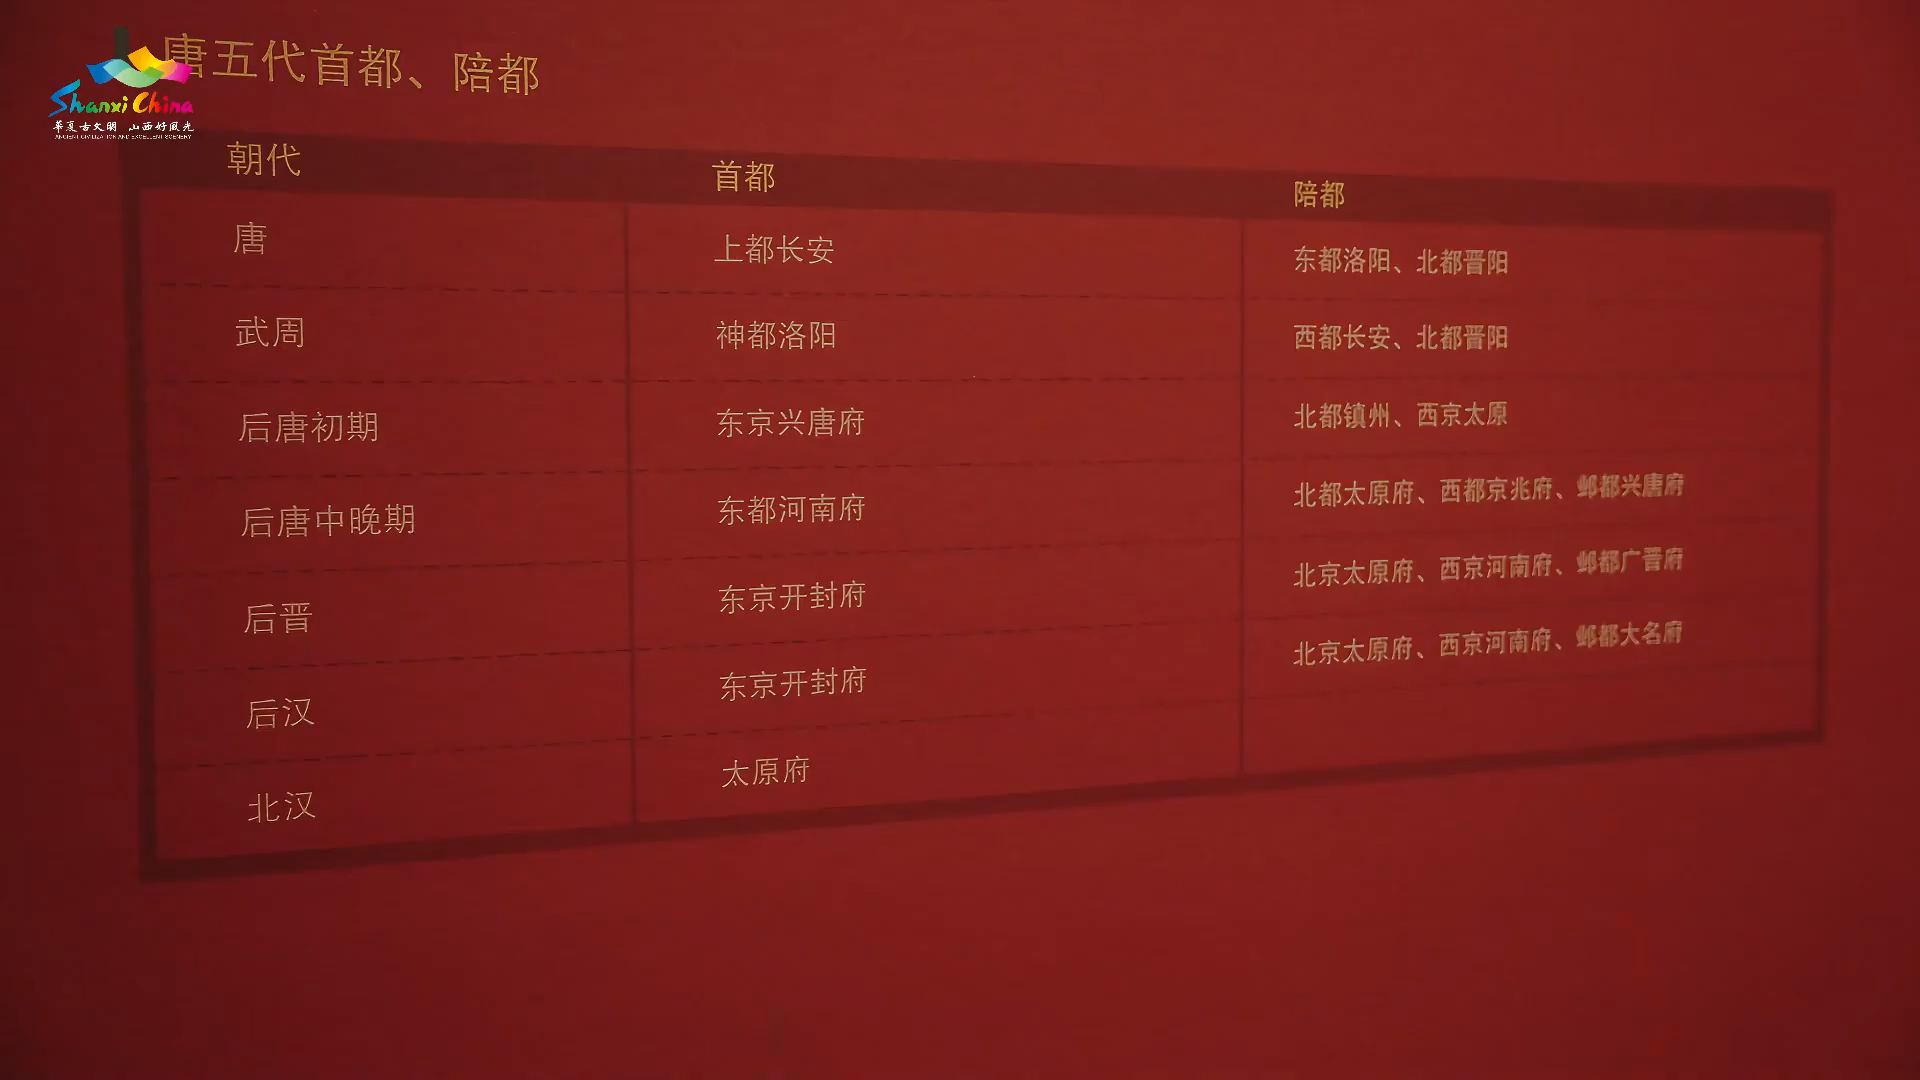 唐五代首都、陪都
Shanxi China
華夏古文明 山西好風光
ANCIENT CIVILIZATION AND EXCELLENT SCENERY
朝代 首都 陪都
唐 上都长安 东都洛阳、北都晋阳
武周 神都洛阳 西都长安、北都晋阳
后唐初期 东京兴唐府 北都镇州、西京太原
后唐中晚期 东都河南府 北都太原府、西都京兆府、邺都兴唐府
后晋 东京开封府 北京太原府、西京河南府、邺都广晋府
后汉 东京开封府 北京太原府、西京河南府、邺都大名府
北汉 太原府